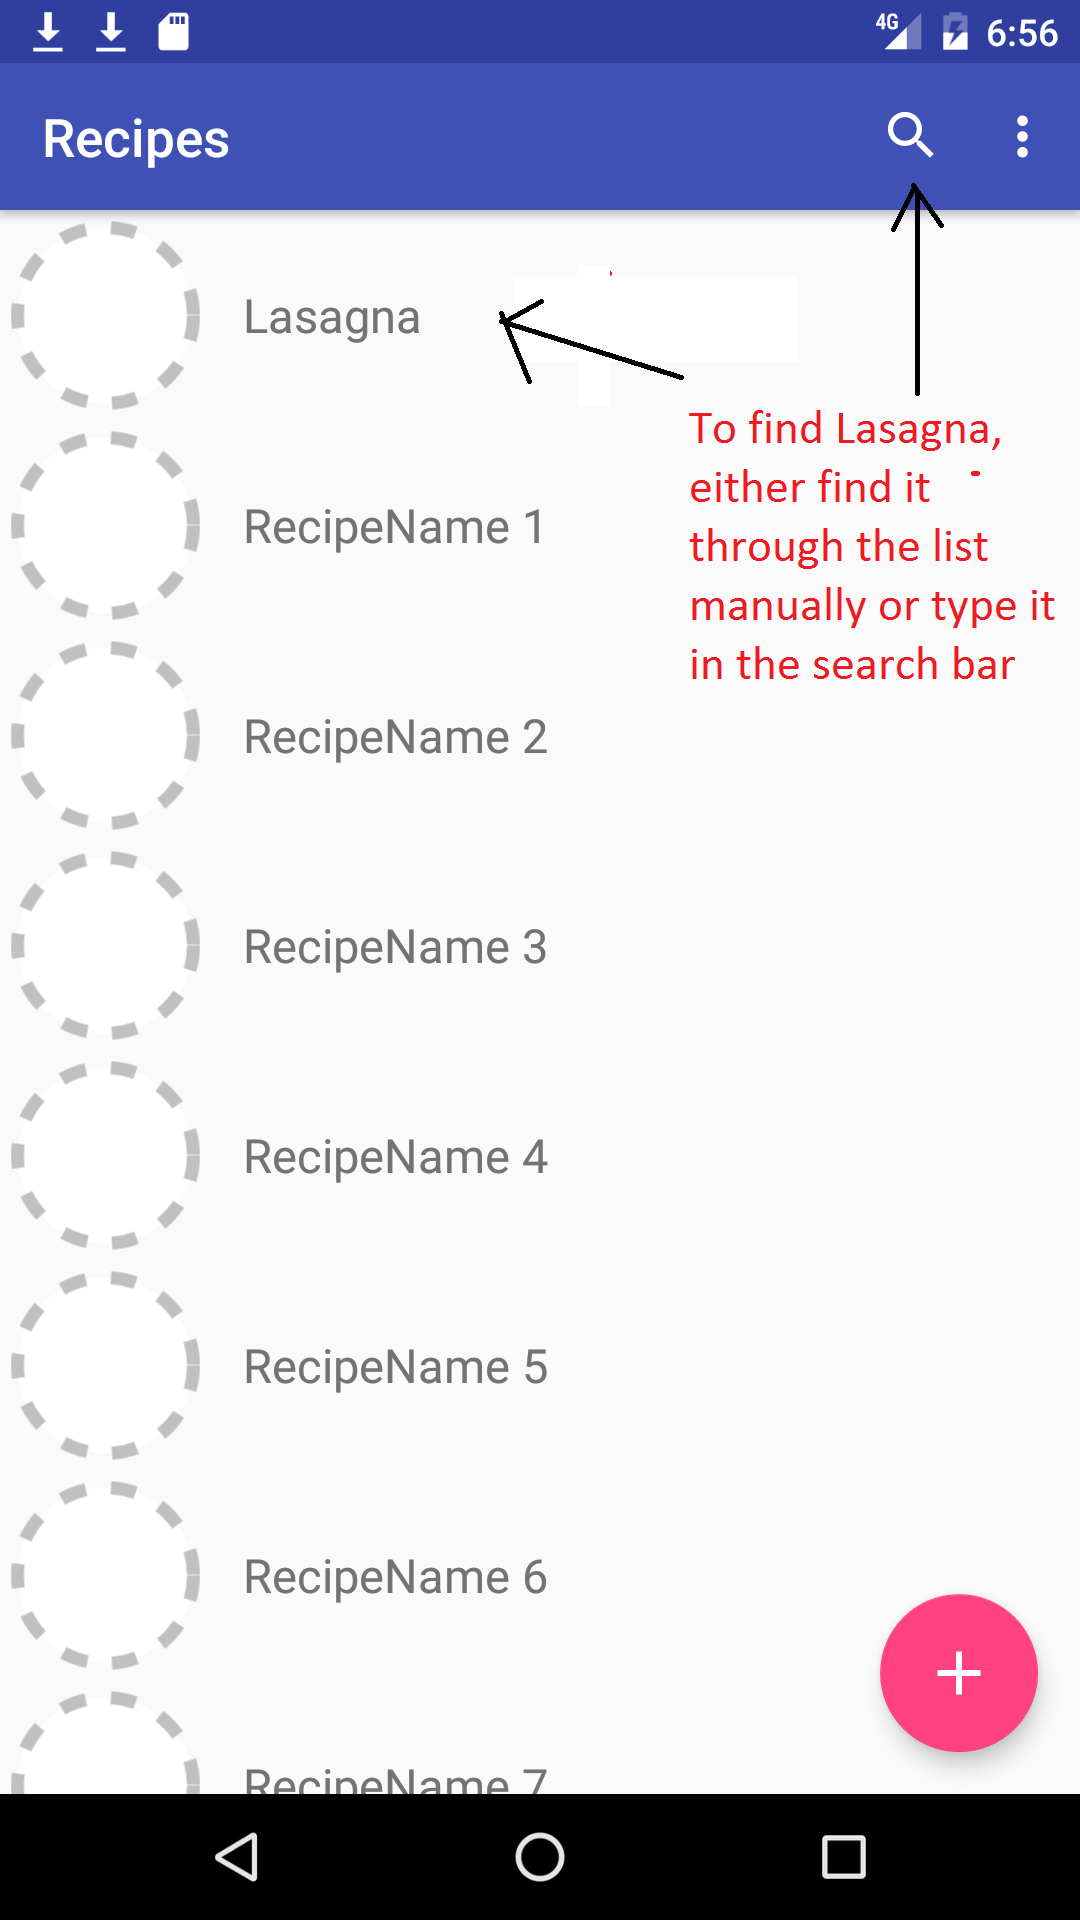 4G 6:56
Recipes
Lasagna
To find Lasagna,
either find it
through the list
manually or type it
in the search bar
RecipeName 1
RecipeName 2
RecipeName 3
RecipeName 4
RecipeName 5
RecipeName 6
RecipeName 7